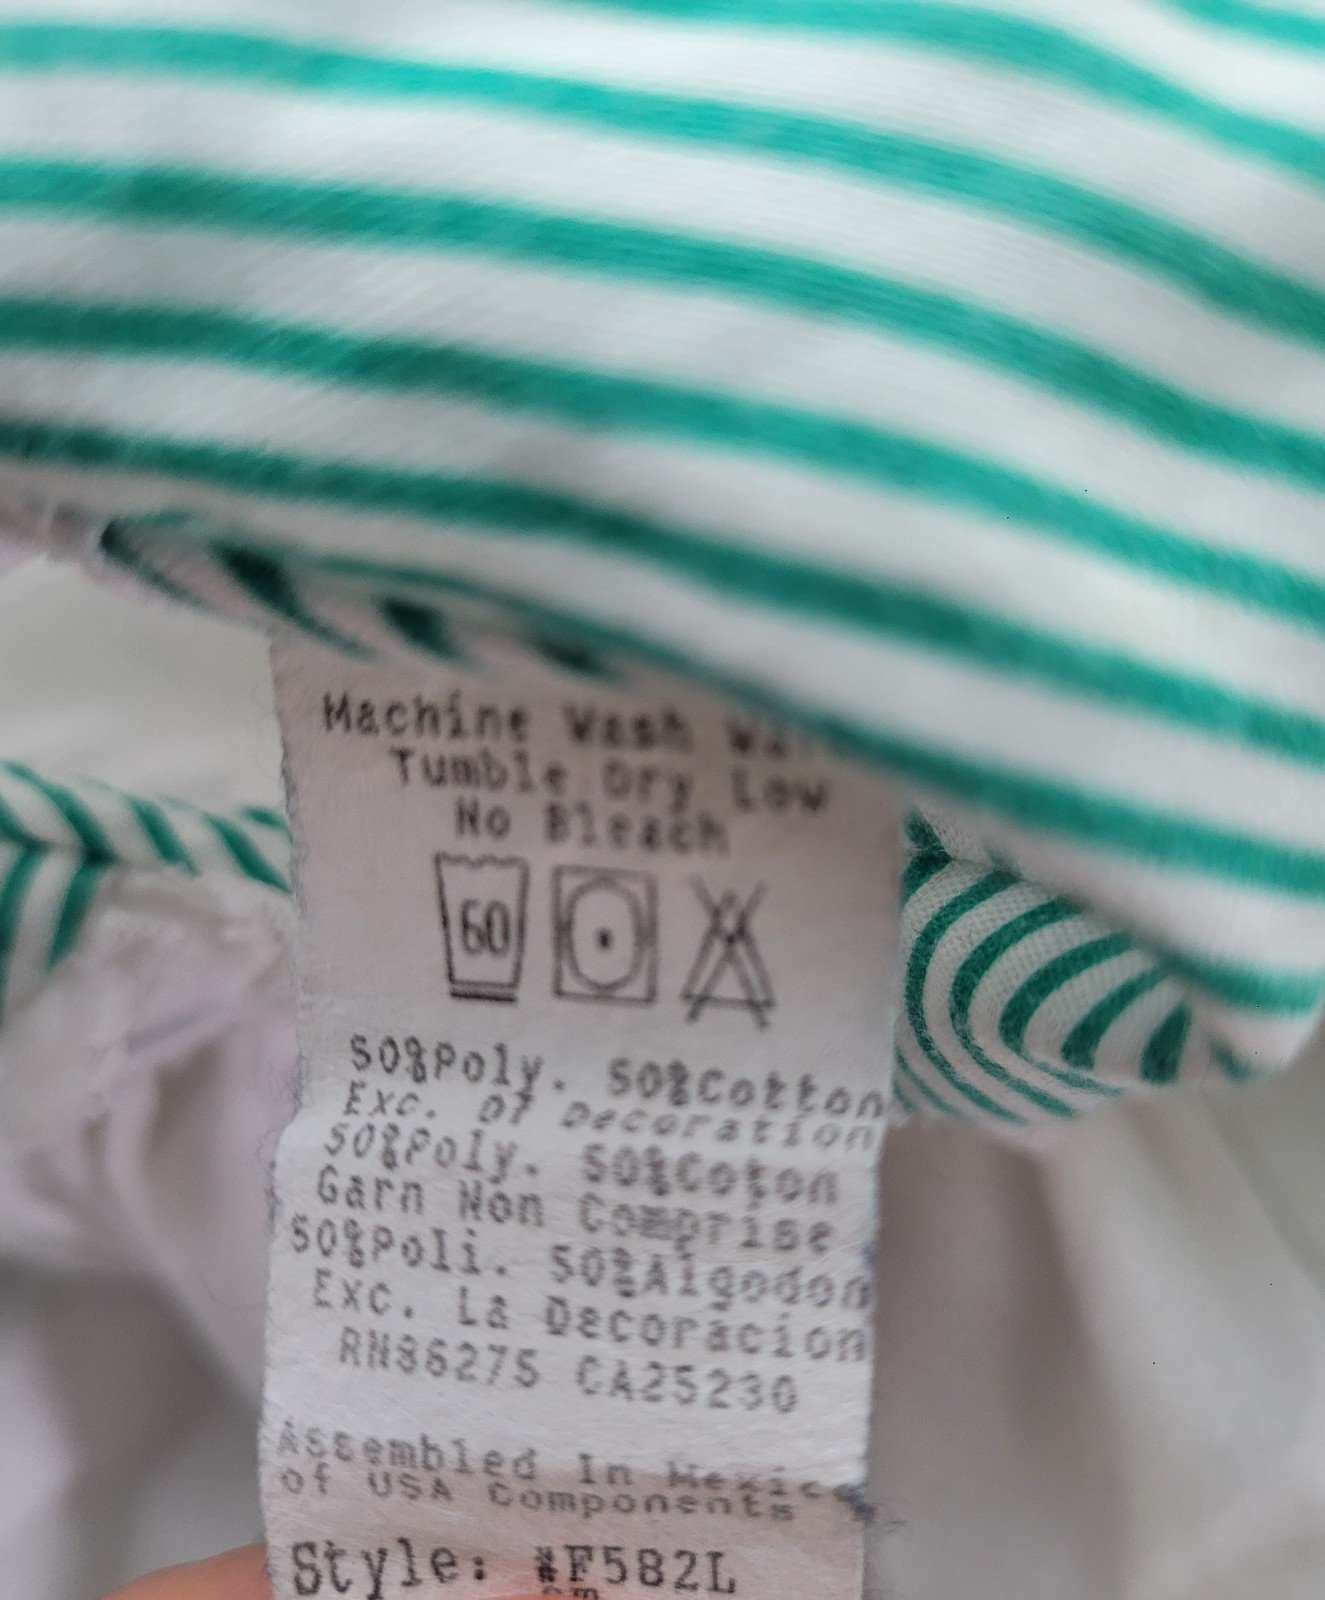 Machine Wash
Tumble Dry Low
No Bleach
60
50%Poly. 50%Cotton
Exc. Of Decoration
50%Poly. 50%Coton
Garn Non Comprise
50%Poli. 50%Algodon
Exc. La Decoracion
RN86275 CA25230
Assembled In Mexico
of USA Components
Style: #F582L